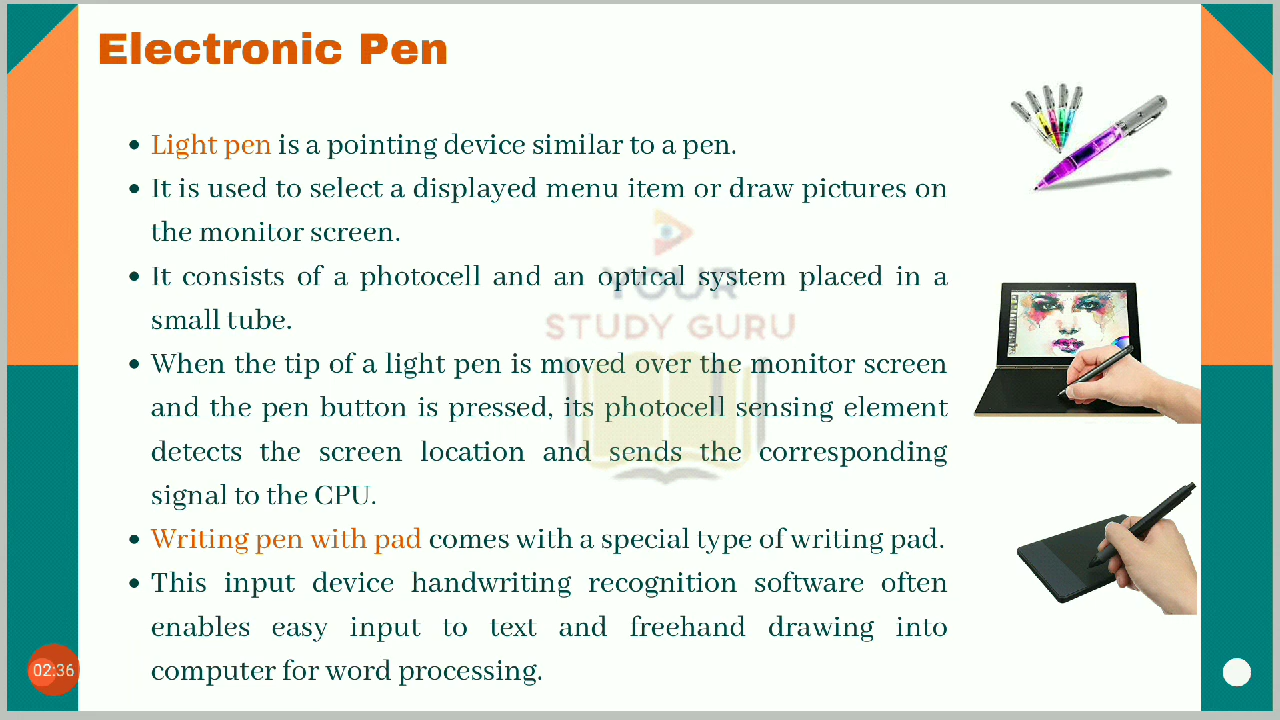 Electronic Pen
• Light pen is a pointing device similar to a pen.
• It is used to select a displayed menu item or draw pictures on
the monitor screen.
• It consists of a photocell and an optical system placed in a
small tube.
• When the tip of a light pen is moved over the monitor screen
and the pen button is pressed, its photocell sensing element
detects the screen location and sends the corresponding
signal to the CPU.
• Writing pen with pad comes with a special type of writing pad.
• This input device handwriting recognition software often
enables easy input to text and freehand drawing into
computer for word processing.
YOUR
STUDY GURU
02:36